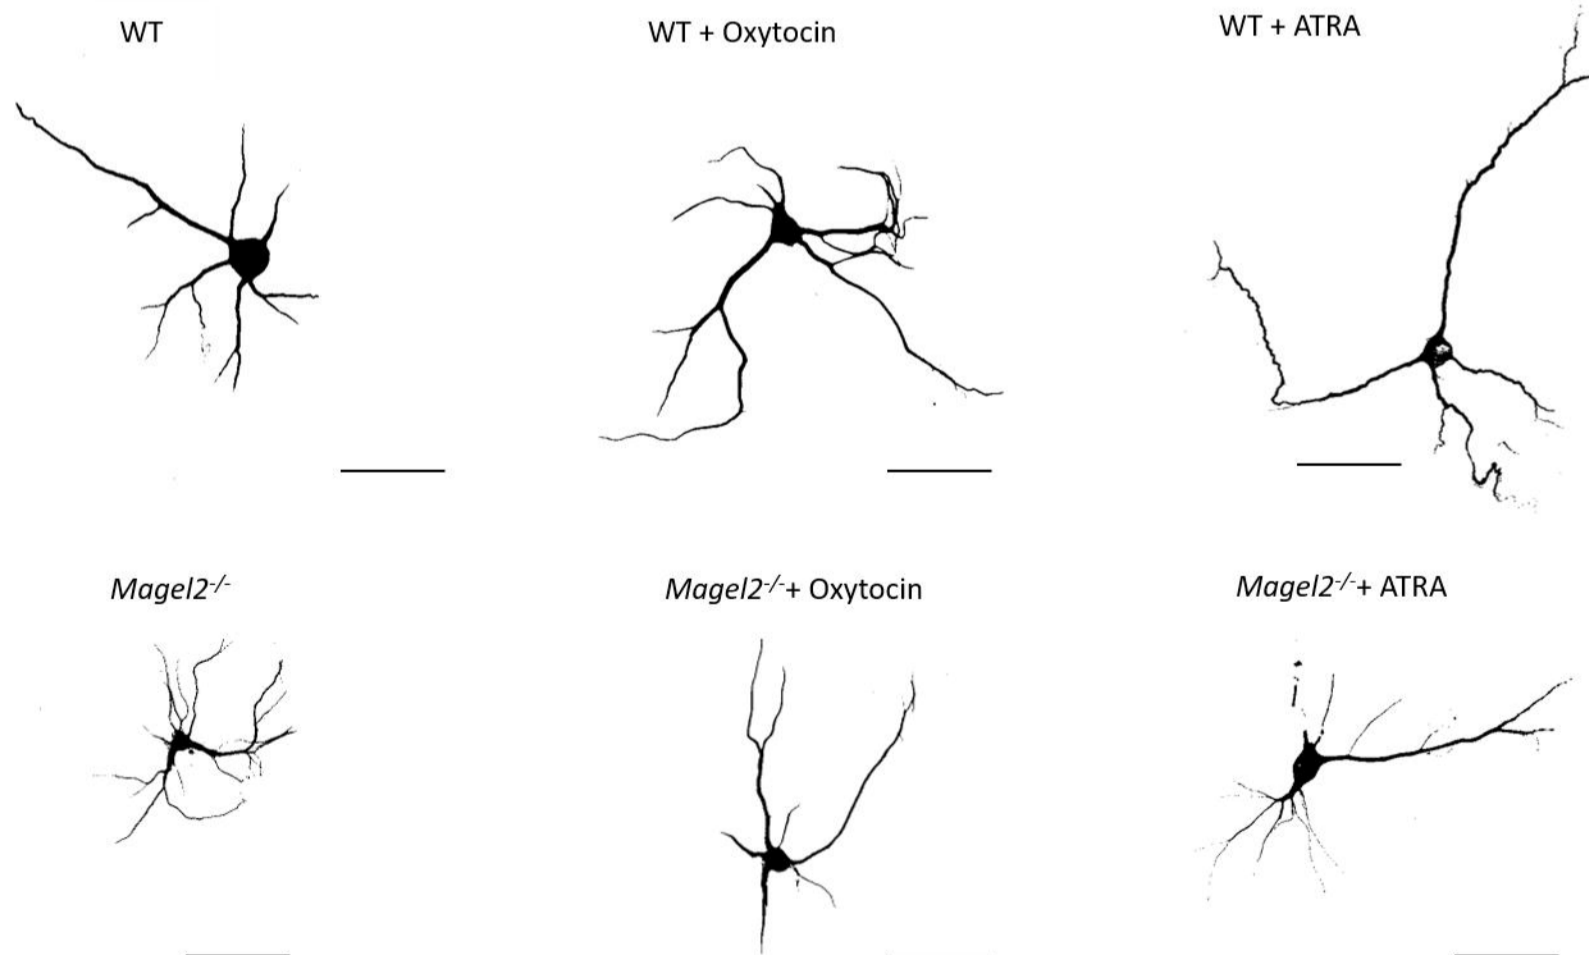 WT
WT + Oxytocin
WT + ATRA
Magel2-/-
Magel2-/-+ Oxytocin
Magel2-/-+ ATRA